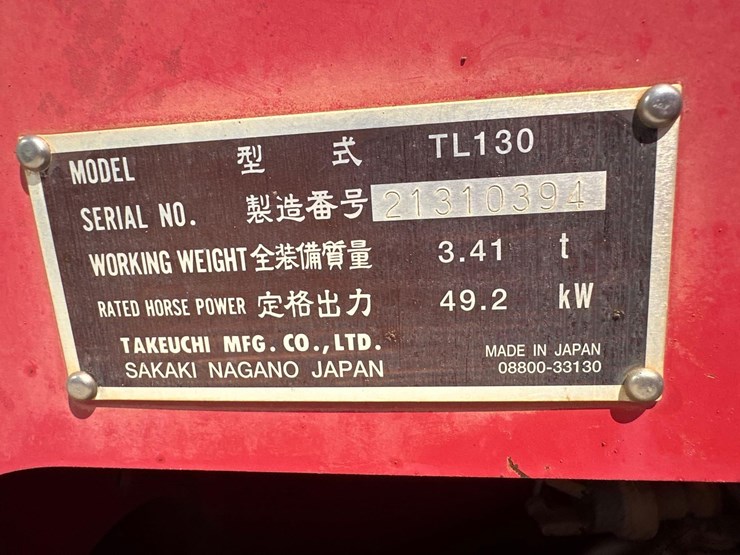 MODEL 型 式 TL130
SERIAL NO. 製造番号 21310394
WORKING WEIGHT 全装備質量 3.41 t
RATED HORSE POWER 定格出力 49.2 kW
TAKEUCHI MFG. CO., LTD.
SAKAKI NAGANO JAPAN
MADE IN JAPAN
08800-33130